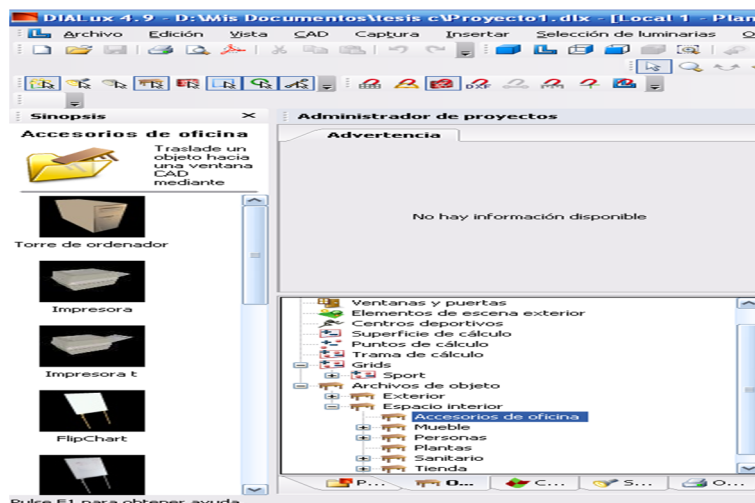 DIALux 4.9 - D:\Mis Documentos\tesis c\Proyecto1.dlx - [Local 1 - Plan
Archivo Edición Vista CAD Captura Insertar Selección de luminarias O
DXF
Sinopsis
Accesorios de oficina
Traslade un
objeto hacia
una ventana
CAD
mediante
Torre de ordenador
Impresora
Impresora t
FlipChart
Pulse F1 para obtener ayuda
Administrador de proyectos
Advertencia
No hay información disponible
Ventanas y puertas
Elementos de escena exterior
Centros deportivos
Superficie de cálculo
Puntos de cálculo
Trama de cálculo
Grids
Sport
Archivos de objeto
Exterior
Espacio interior
Accesorios de oficina
Mueble
Personas
Plantas
Sanitario
Tienda
P... O... C... S... O...